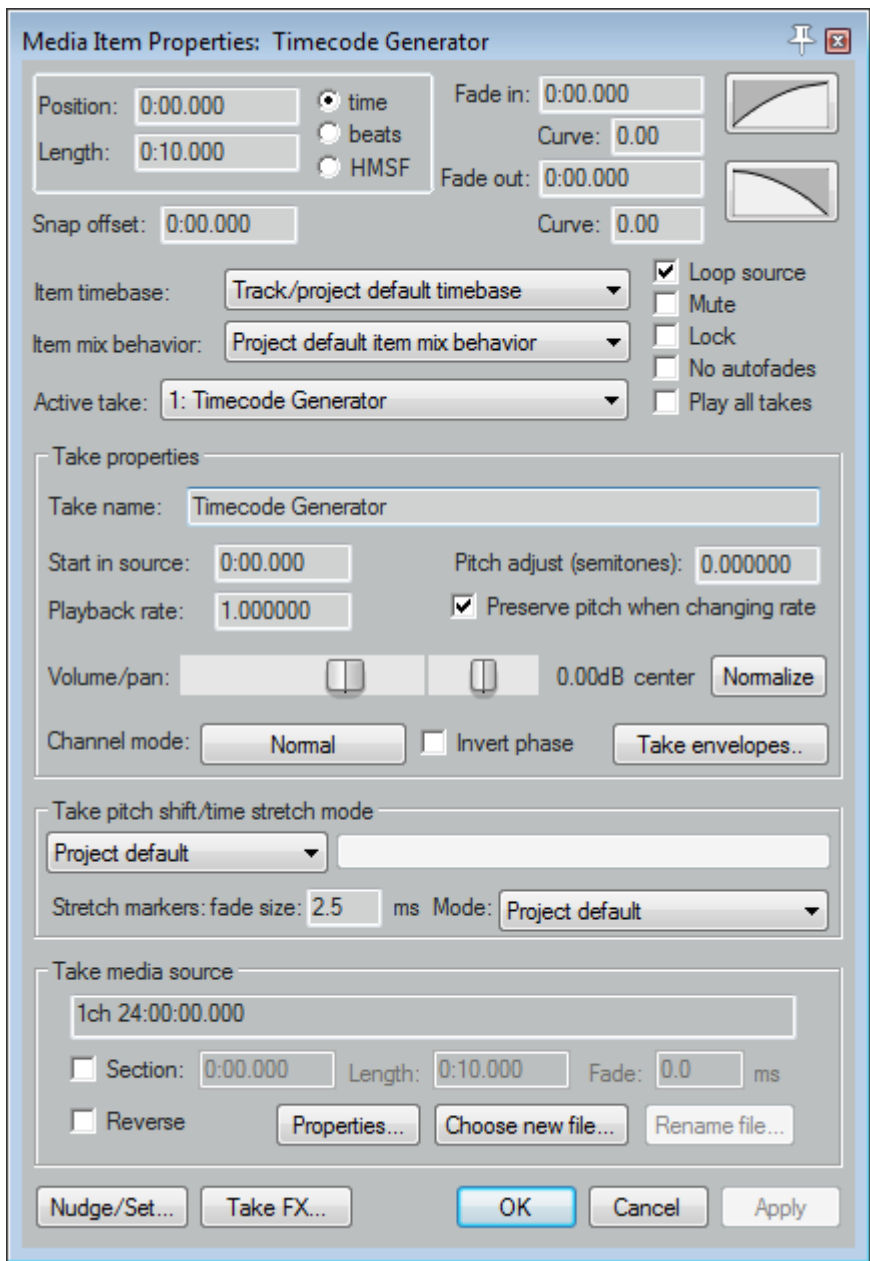 Media Item Properties: Timecode Generator
Position: 0:00.000
Length: 0:10.000
time
beats
HMSF
Fade in: 0:00.000
Curve: 0.00
Fade out: 0:00.000
Curve: 0.00
Snap offset: 0:00.000
Item timebase: Track/project default timebase
Item mix behavior: Project default item mix behavior
Active take: 1: Timecode Generator
Loop source
Mute
Lock
No autofades
Play all takes
Take properties
Take name: Timecode Generator
Start in source: 0:00.000 Pitch adjust (semitones): 0.000000
Playback rate: 1.000000 Preserve pitch when changing rate
Volume/pan: 0.00dB center Normalize
Channel mode: Normal Invert phase Take envelopes..
Take pitch shift/time stretch mode
Project default
Stretch markers: fade size: 2.5 ms Mode: Project default
Take media source
1ch 24:00:00.000
Section: 0:00.000 Length: 0:10.000 Fade: 0.0 ms
Reverse Properties... Choose new file... Rename file...
Nudge/Set... Take FX... OK Cancel Apply